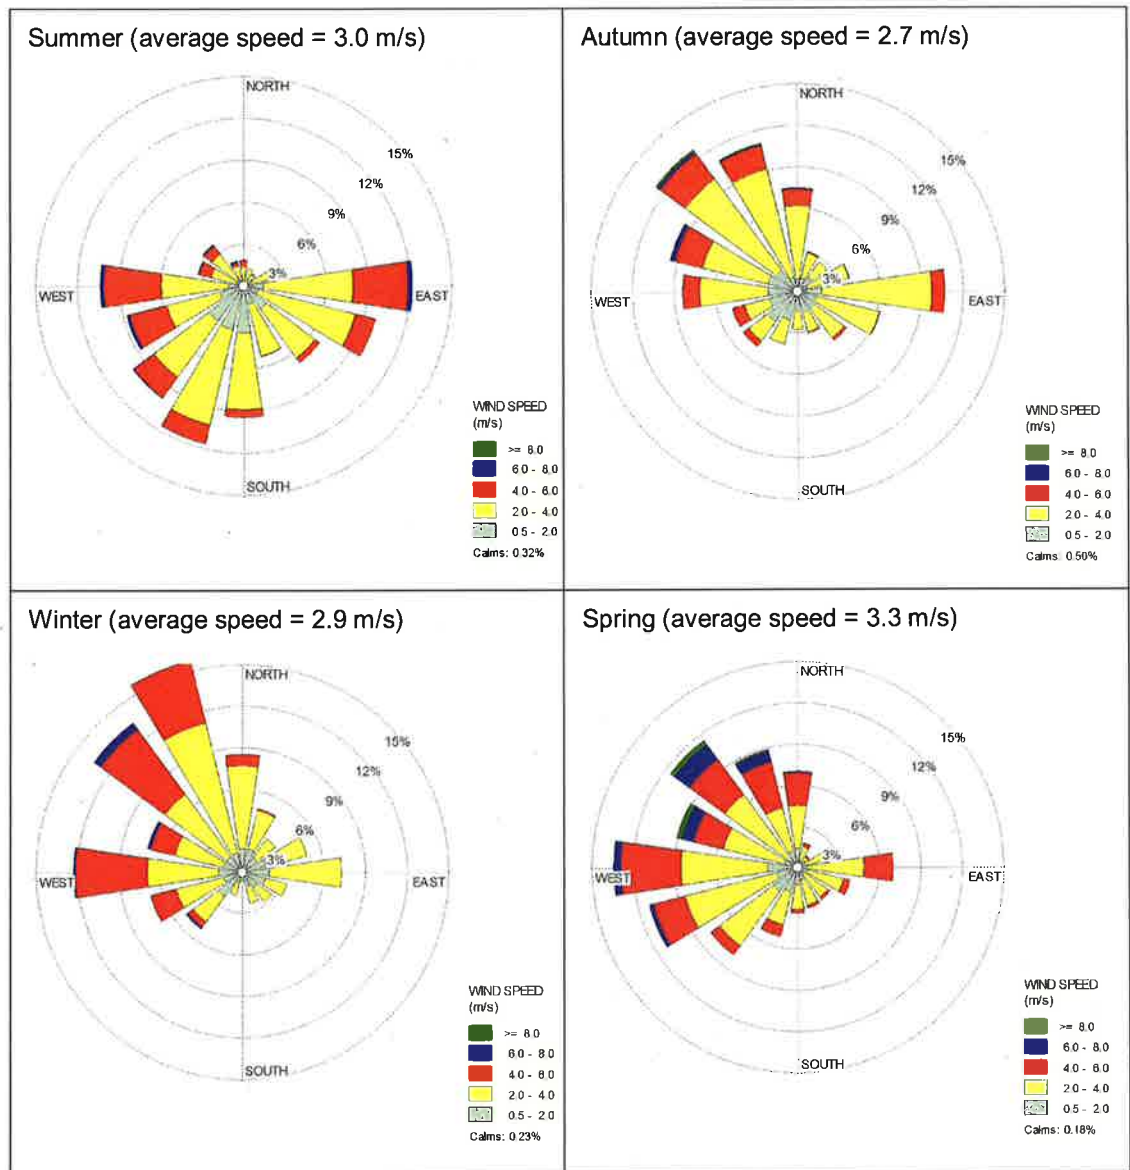 Summer (average speed = 3.0 m/s)
NORTH
15%
12%
9%
6%
3%
WEST
EAST
SOUTH
WIND SPEED
(m/s)
>= 8.0
6.0 - 8.0
4.0 - 6.0
2.0 - 4.0
0.5 - 2.0
Calms: 0.32%
Autumn (average speed = 2.7 m/s)
NORTH
15%
12%
9%
6%
3%
WEST
EAST
SOUTH
WIND SPEED
(m/s)
>= 8.0
6.0 - 8.0
4.0 - 6.0
2.0 - 4.0
0.5 - 2.0
Calms: 0.50%
Winter (average speed = 2.9 m/s)
NORTH
15%
12%
9%
6%
3%
WEST
EAST
SOUTH
WIND SPEED
(m/s)
>= 8.0
6.0 - 8.0
4.0 - 6.0
2.0 - 4.0
0.5 - 2.0
Calms: 0.23%
Spring (average speed = 3.3 m/s)
NORTH
15%
12%
9%
6%
3%
WEST
EAST
SOUTH
WIND SPEED
(m/s)
>= 8.0
6.0 - 8.0
4.0 - 6.0
2.0 - 4.0
0.5 - 2.0
Calms: 0.18%